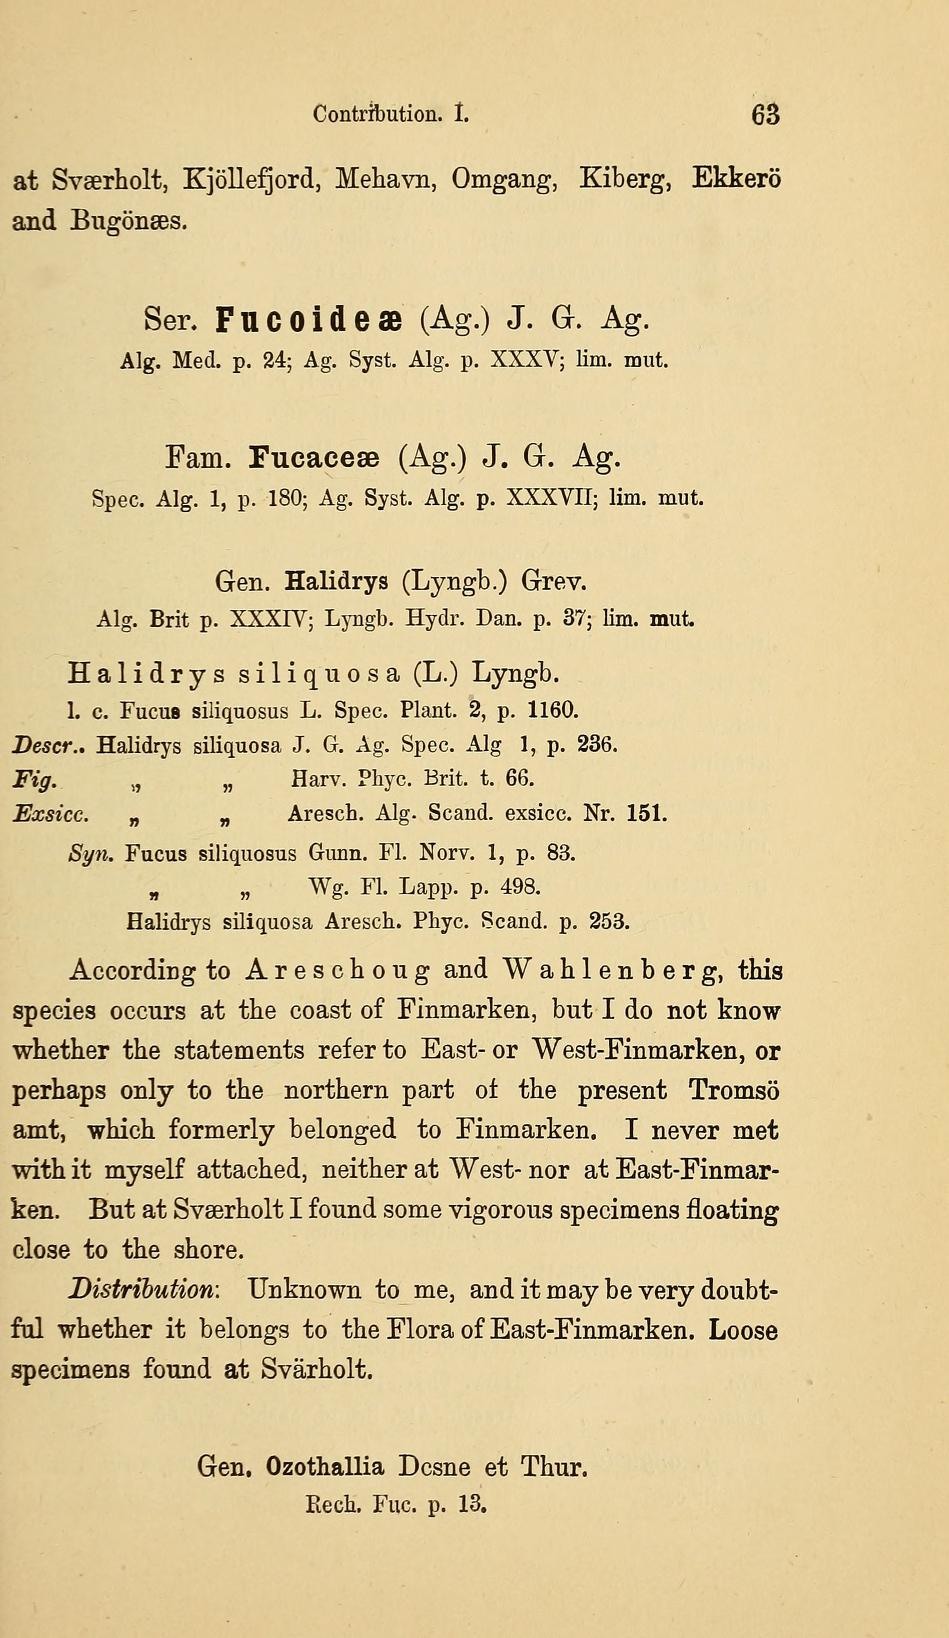 Contribution. I. 63
at Sværholt, Kjöllefjord, Mehavn, Omgang, Kiberg, Ekkerö
and Bugönæs.
Ser. Fucoideæ (Ag.) J. G. Ag.
Alg. Med. p. 24; Ag. Syst. Alg. p. XXXV; lim. mut.
Fam. Fucaceæ (Ag.) J. G. Ag.
Spec. Alg. 1, p. 180; Ag. Syst. Alg. p. XXXVII; lim. mut.
Gen. Halidrys (Lyngb.) Grev.
Alg. Brit p. XXXIV; Lyngb. Hydr. Dan. p. 37; lim. mut.
Halidrys siliquosa (L.) Lyngb.
l. c. Fucus siliquosus L. Spec. Plant. 2, p. 1160.
Descr.. Halidrys siliquosa J. G. Ag. Spec. Alg 1, p. 236.
Fig. „ „ Harv. Phyc. Brit. t. 66.
Exsicc. „ „ Aresch. Alg. Scand. exsicc. Nr. 151.
Syn. Fucus siliquosus Gunn. Fl. Norv. 1, p. 83.
„ „ Wg. Fl. Lapp. p. 498.
Halidrys siliquosa Aresch. Phyc. Scand. p. 253.
According to Areschoug and Wahlenberg, this
species occurs at the coast of Finmarken, but I do not know
whether the statements refer to East- or West-Finmarken, or
perhaps only to the northern part of the present Tromsö
amt, which formerly belonged to Finmarken. I never met
with it myself attached, neither at West- nor at East-Finmar-
ken. But at Sværholt I found some vigorous specimens floating
close to the shore.
Distribution: Unknown to me, and it may be very doubt-
ful whether it belongs to the Flora of East-Finmarken. Loose
specimens found at Svärholt.
Gen. Ozothallia Dcsne et Thur.
Rech. Fuc. p. 13.